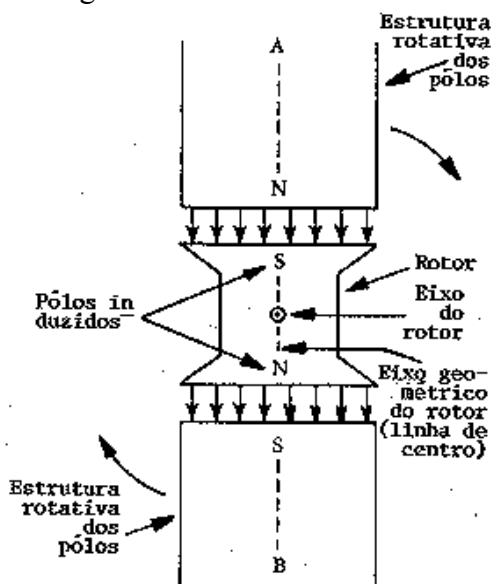 Estrutura
rotativa
dos
pólos
A
N
S
Rotor
Pólos in
duzidos
Eixo
do
rotor
N
Eixo geo-
métrico
do rotor
(linha de
centro)
S
Estrutura
rotativa
dos
pólos
B